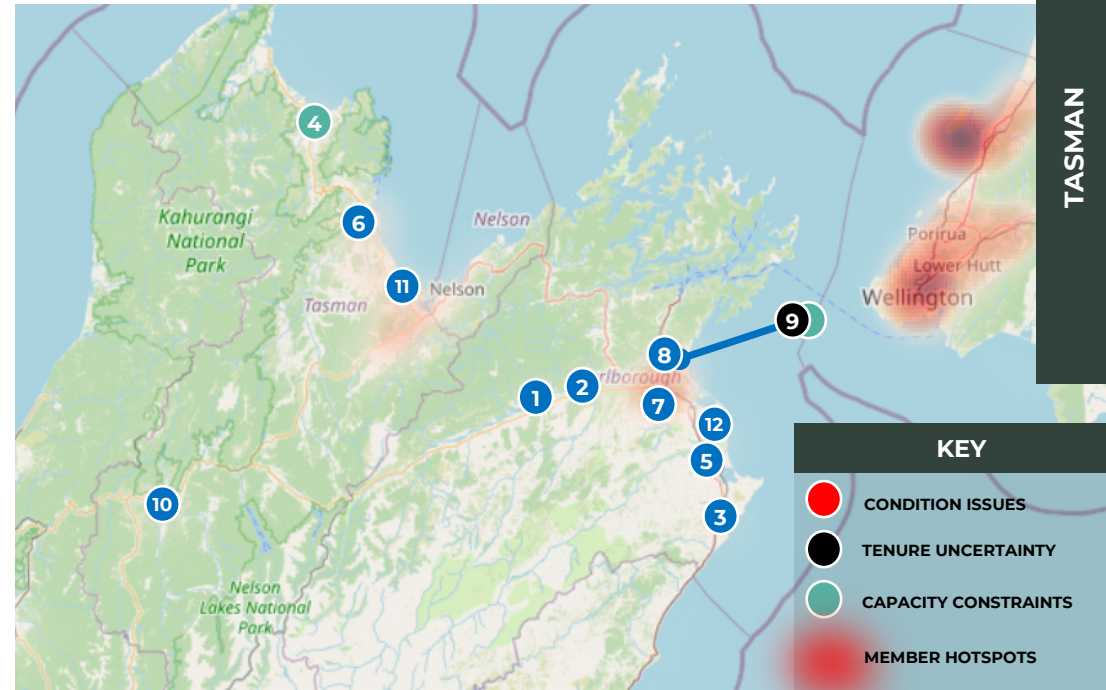 TASMAN
4
Kahurangi
National
Park
6
Nelson
11
Nelson
Tasman
Porirua
Lower Hutt
Wellington
9
8
arlborough
1
2
7
12
5
3
10
Nelson
Lakes National
Park
KEY
CONDITION ISSUES
TENURE UNCERTAINTY
CAPACITY CONSTRAINTS
MEMBER HOTSPOTS